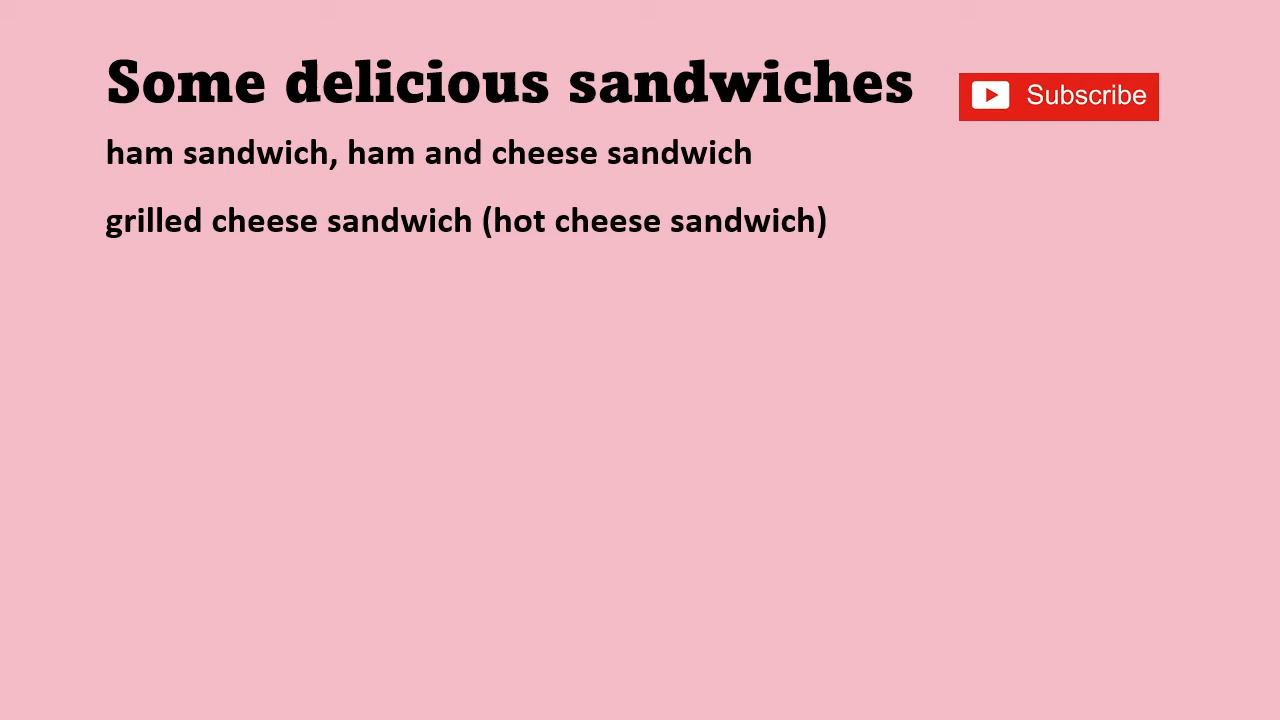 Some delicious sandwiches
Subscribe
ham sandwich, ham and cheese sandwich
grilled cheese sandwich (hot cheese sandwich)